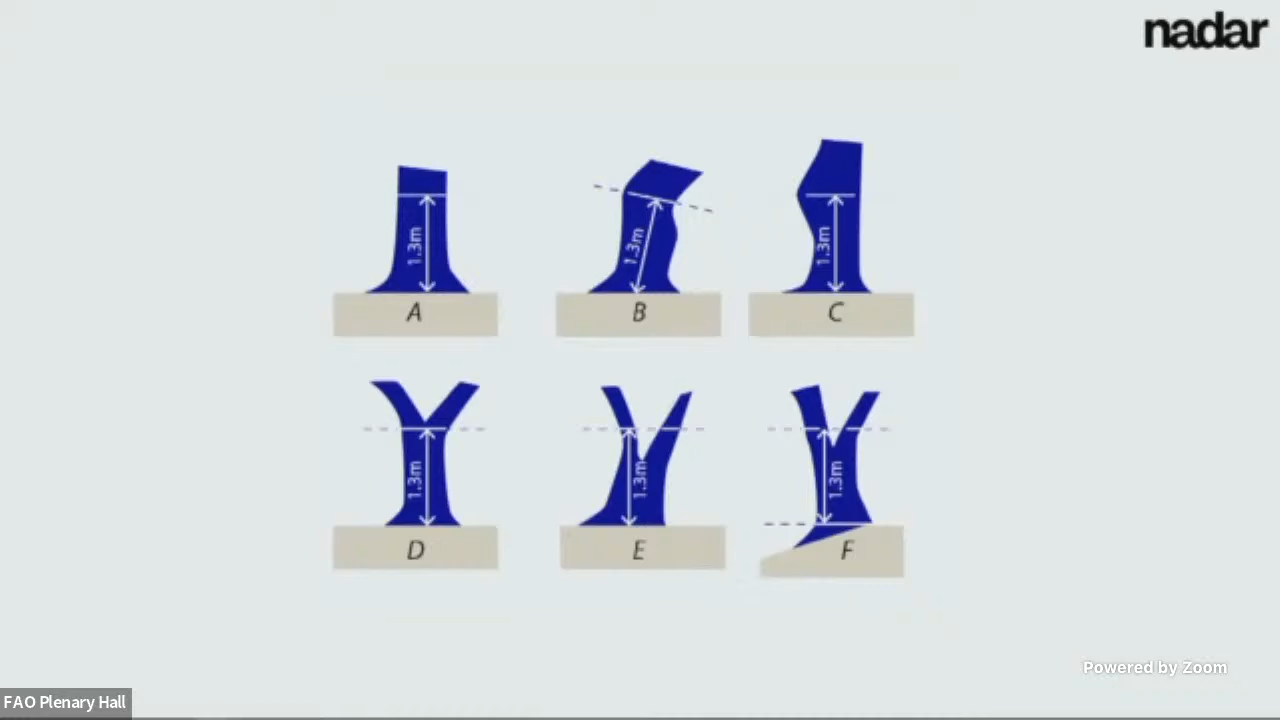 nadar
1.3m
1.3m
1.3m
A
B
C
1.3m
1.3m
1.3m
D
E
F
Powered by Zoom
FAO Plenary Hall